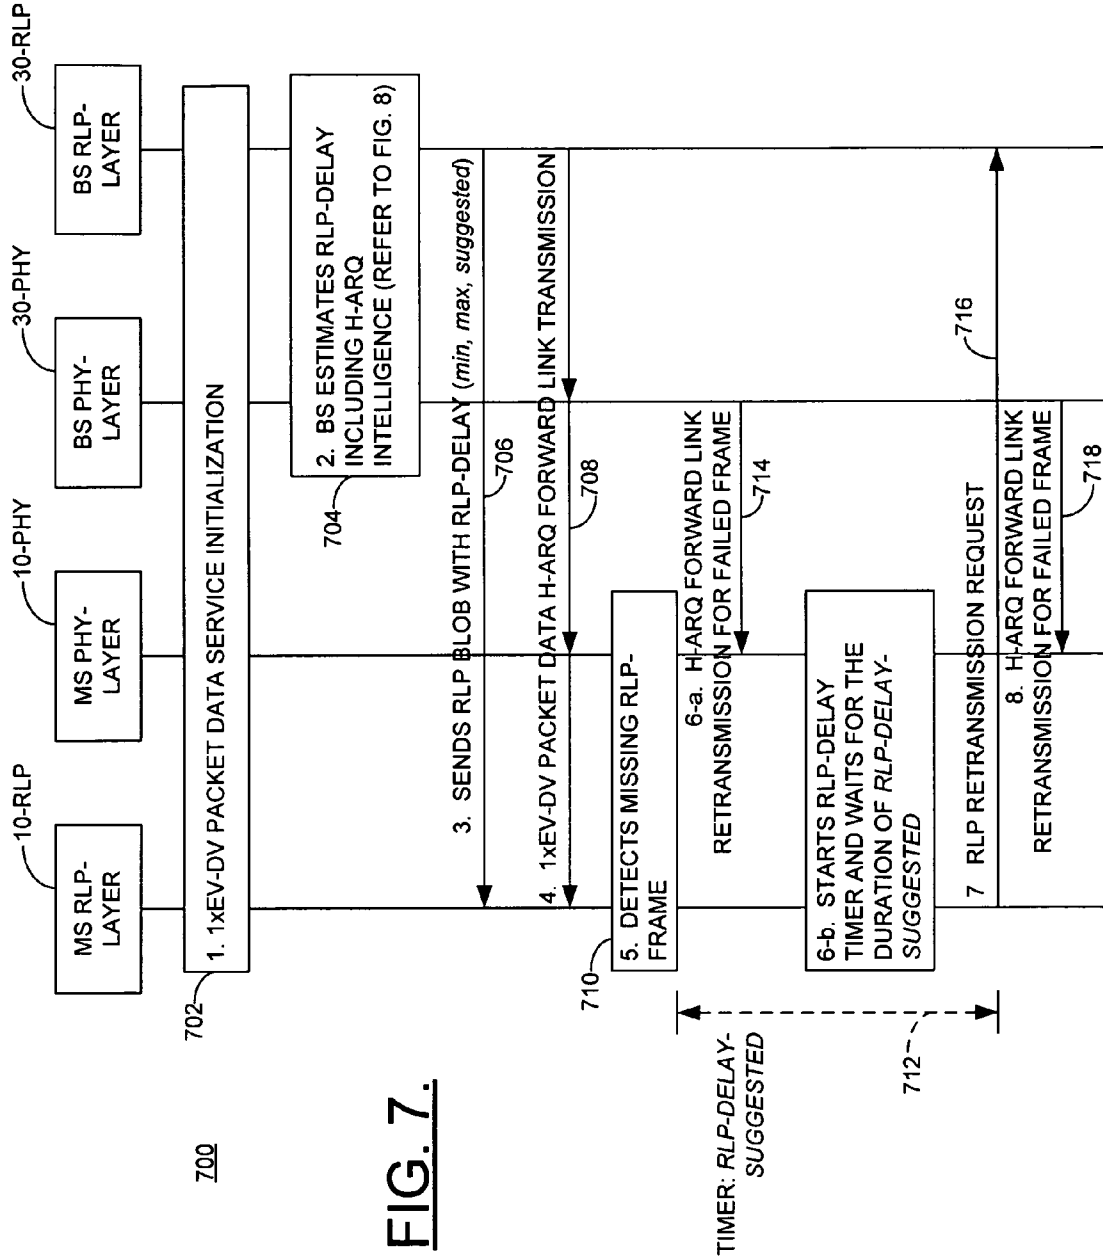 10-RLP
10-PHY
30-PHY
30-RLP
MS RLP-
LAYER
MS PHY-
LAYER
BS PHY-
LAYER
BS RLP-
LAYER
702
1. 1xEV-DV PACKET DATA SERVICE INITIALIZATION
704
2. BS ESTIMATES RLP-DELAY
INCLUDING H-ARQ
INTELLIGENCE (REFER TO FIG. 8)
3. SENDS RLP BLOB WITH RLP-DELAY (min, max, suggested)
706
4. 1xEV-DV PACKET DATA H-ARQ FORWARD LINK TRANSMISSION
708
710
5. DETECTS MISSING RLP-
FRAME
6-a. H-ARQ FORWARD LINK
RETRANSMISSION FOR FAILED FRAME
714
6-b. STARTS RLP-DELAY
TIMER AND WAITS FOR THE
DURATION OF RLP-DELAY-
SUGGESTED
TIMER: RLP-DELAY-
SUGGESTED
712
7 RLP RETRANSMISSION REQUEST
716
8. H-ARQ FORWARD LINK
RETRANSMISSION FOR FAILED FRAME
718
700
FIG. 7.